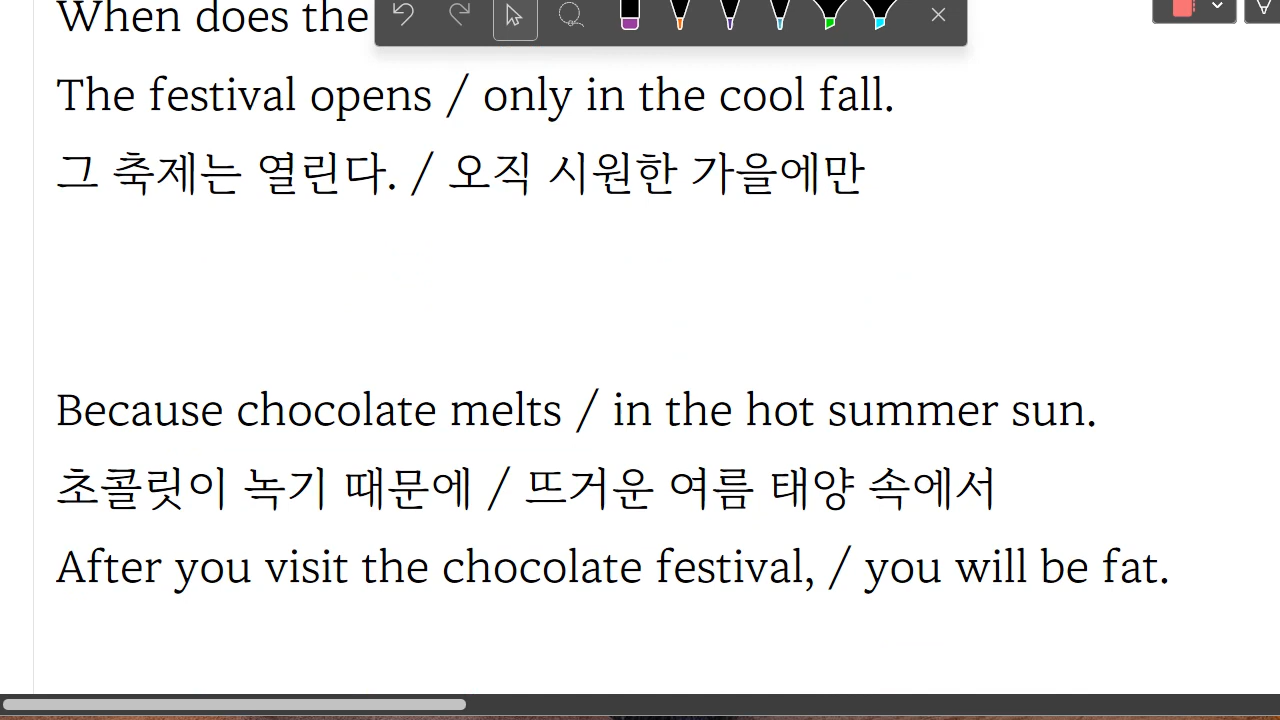 When does the
The festival opens / only in the cool fall.
그 축제는 열린다. / 오직 시원한 가을에만
Because chocolate melts / in the hot summer sun.
초콜릿이 녹기 때문에 / 뜨거운 여름 태양 속에서
After you visit the chocolate festival, / you will be fat.